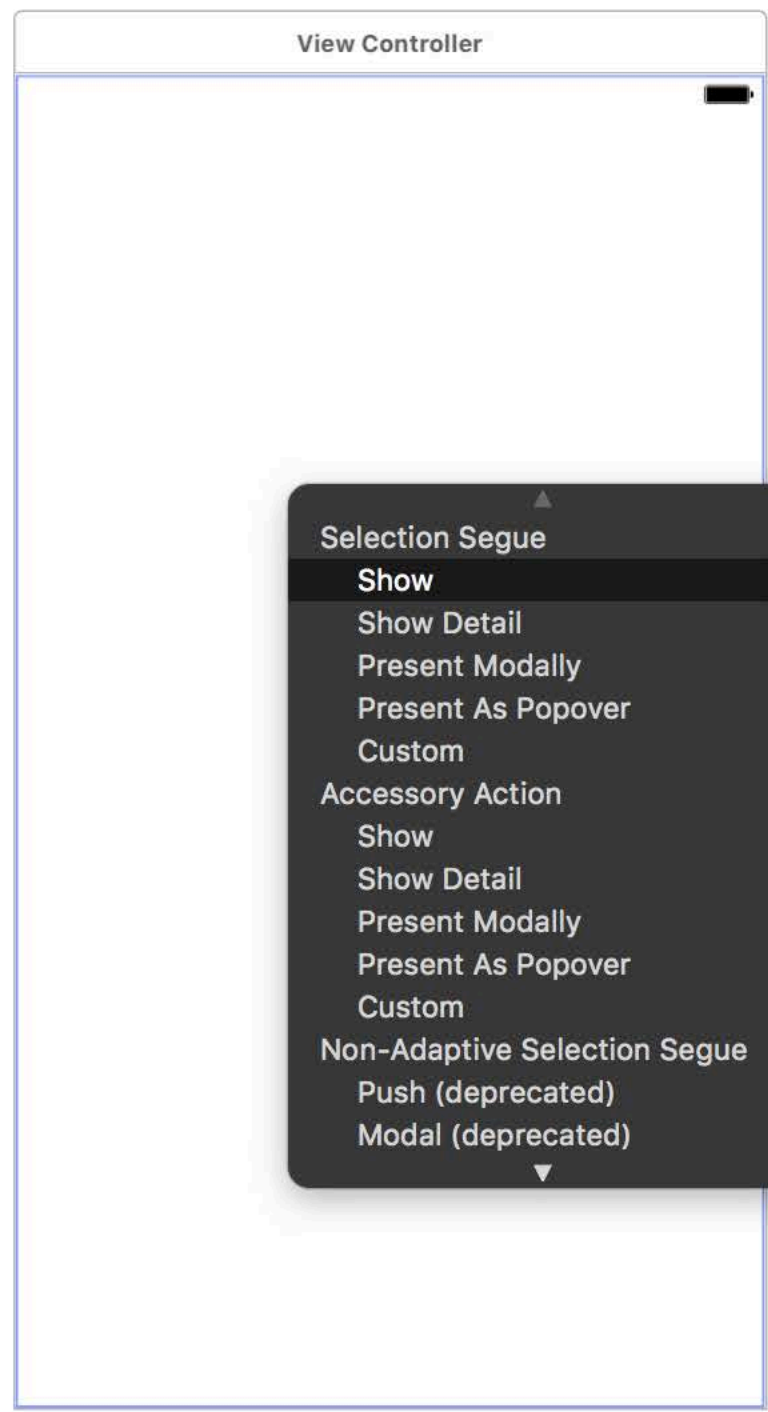 View Controller
Selection Segue
Show
Show Detail
Present Modally
Present As Popover
Custom
Accessory Action
Show
Show Detail
Present Modally
Present As Popover
Custom
Non-Adaptive Selection Segue
Push (deprecated)
Modal (deprecated)